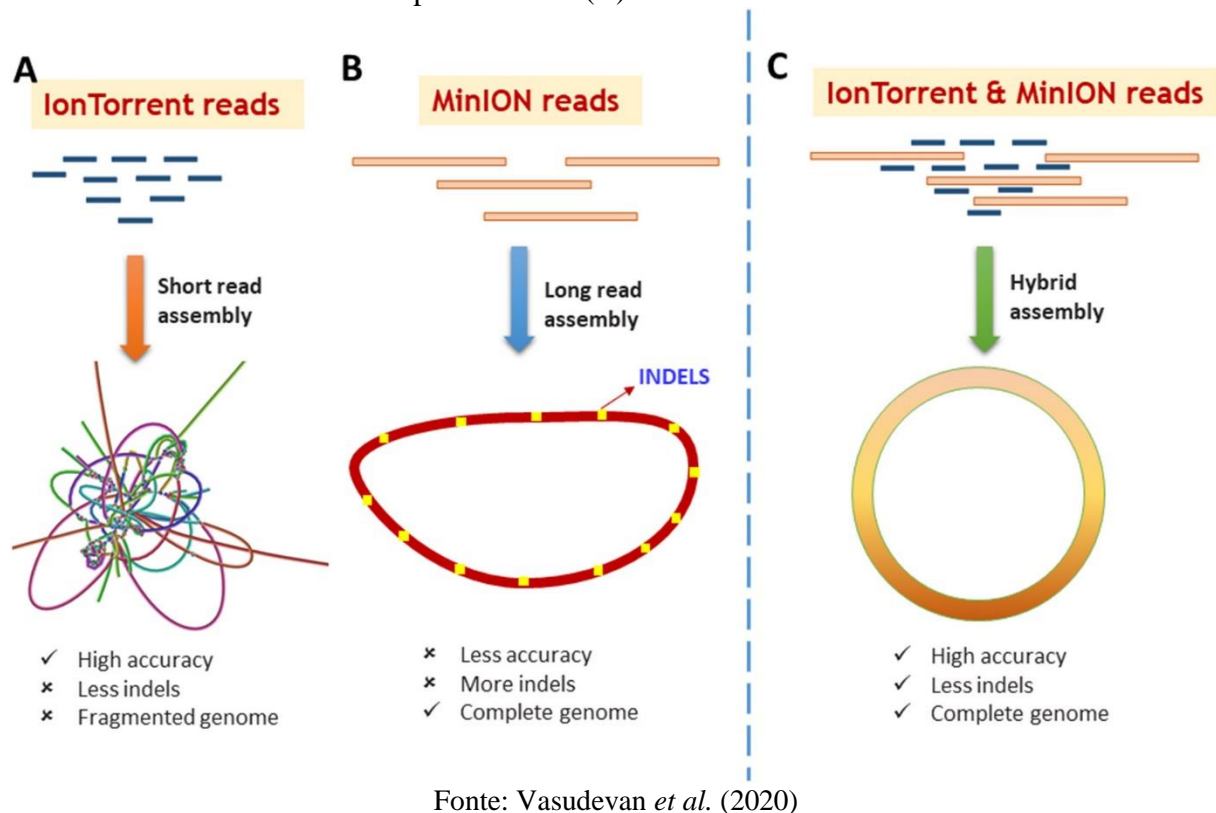 A
IonTorrent reads
Short read
assembly
✓ High accuracy
✗ Less indels
✗ Fragmented genome
B
MinION reads
Long read
assembly
INDELS
✗ Less accuracy
✗ More indels
✓ Complete genome
C
IonTorrent & MinION reads
Hybrid
assembly
✓ High accuracy
✓ Less indels
✓ Complete genome
Fonte: Vasudevan et al. (2020)